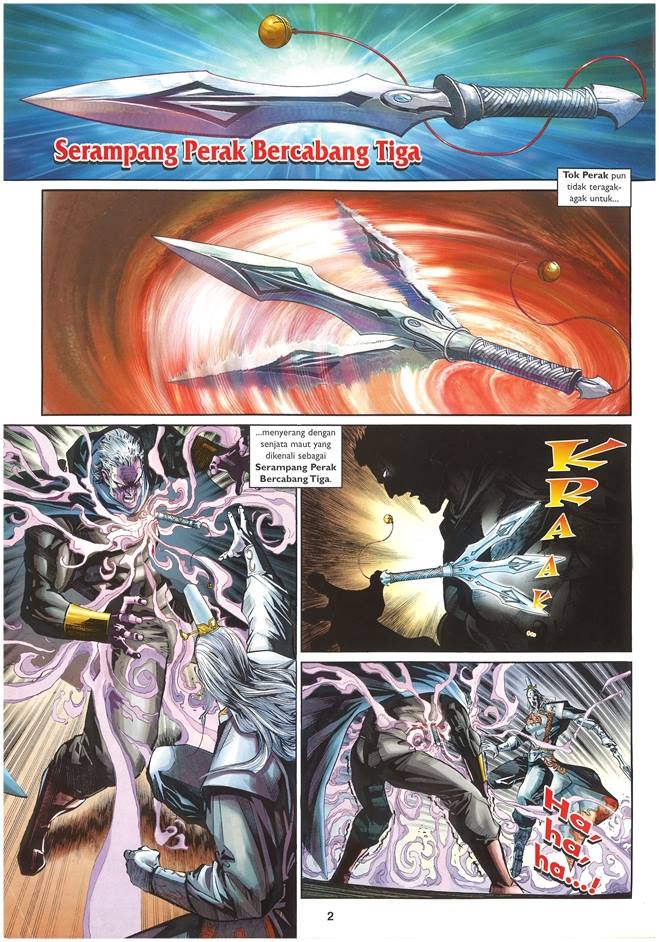 Serampang Perak Bercabang Tiga
Tok Perak pun
tidak teragak-
agak untuk...
...menyerang dengan
senjata maut yang
dikenali sebagai
Serampang Perak
Bercabang Tiga.
KRAAK...
Ha,
ha,
ha...!
2